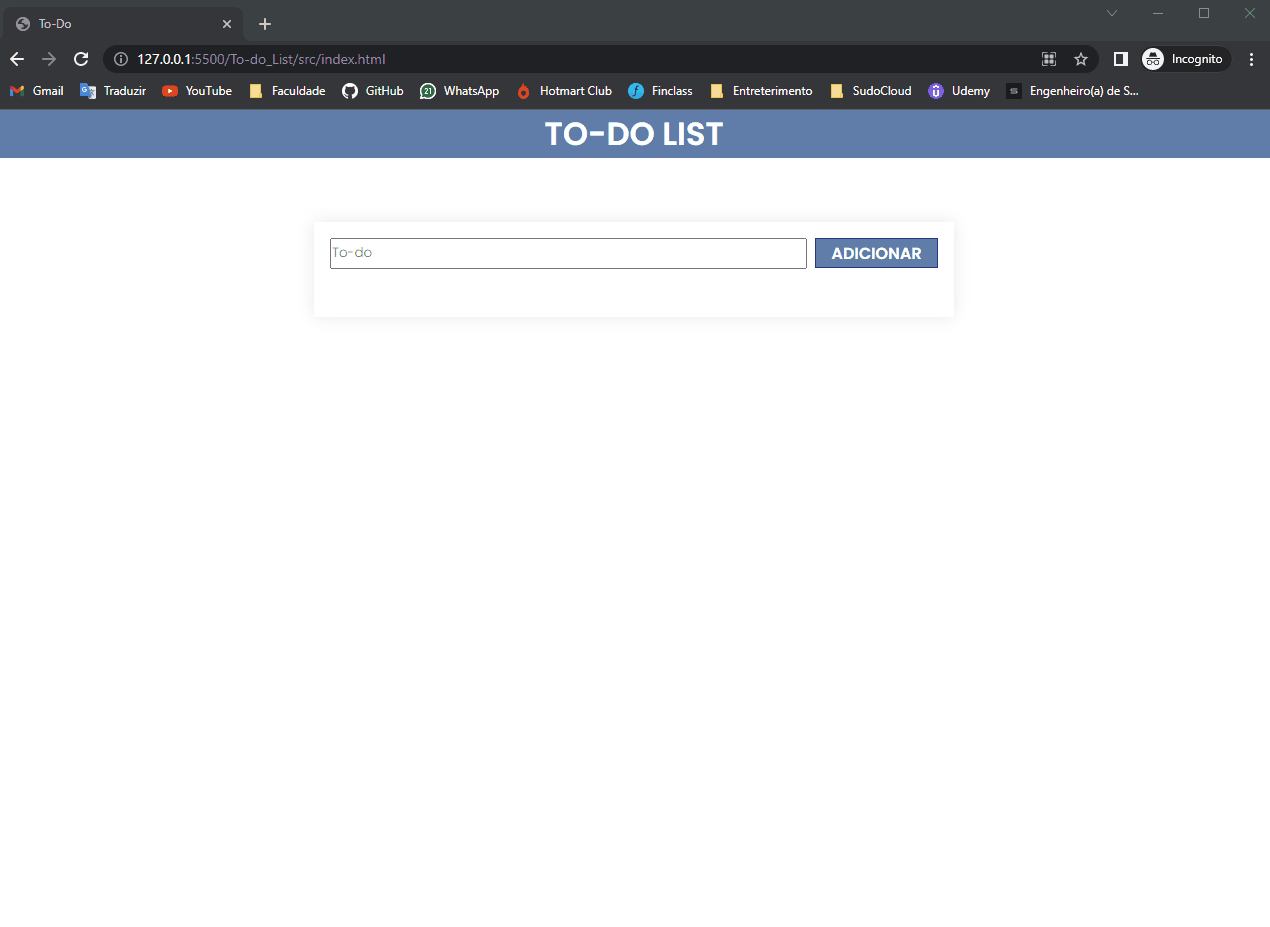 To-Do
127.0.0.1:5500/To-do_List/src/index.html
Incognito
Gmail Traduzir YouTube Faculdade GitHub 21 WhatsApp Hotmart Club Finclass Entreterimento SudoCloud Udemy Engenheiro(a) de S...
TO-DO LIST
To-do ADICIONAR